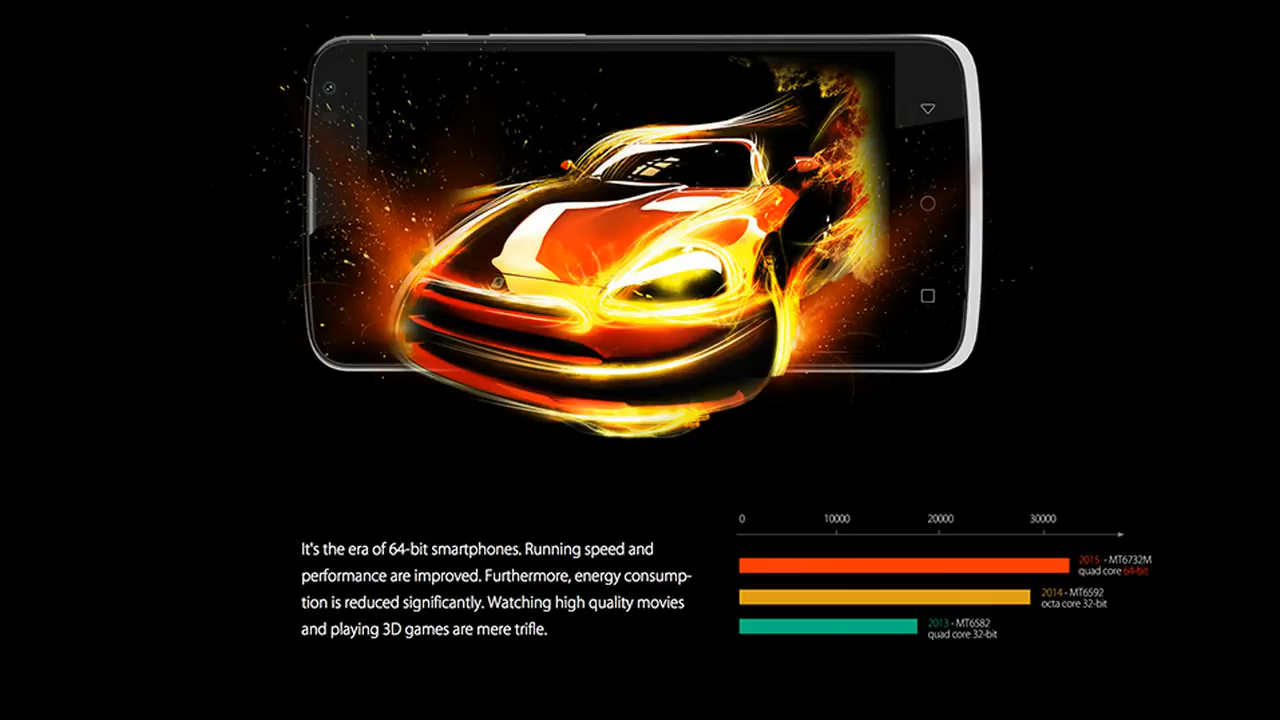 It's the era of 64-bit smartphones. Running speed and
performance are improved. Furthermore, energy consump-
tion is reduced significantly. Watching high quality movies
and playing 3D games are mere trifle.
0 10000 20000 30000
2015 - MT6732M
quad core 64-bit
2014 - MT6592
octa core 32-bit
2013 - MT6582
quad core 32-bit